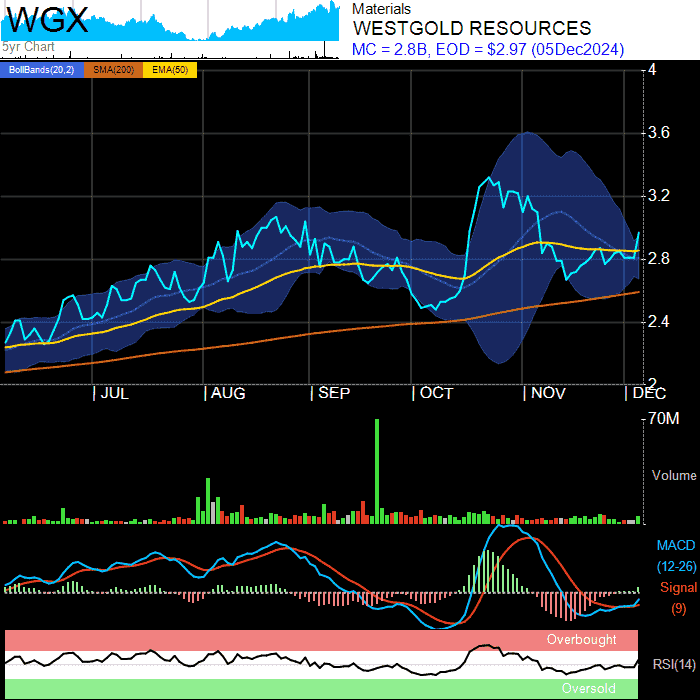 WGX
5yr Chart
Materials
WESTGOLD RESOURCES
MC = 2.8B, EOD = $2.97 (05Dec2024)
BollBands(20,2) SMA(200) EMA(50)
4
3.6
3.2
2.8
2.4
2
JUL AUG SEP OCT NOV DEC
70M
Volume
MACD
(12-26)
Signal
(9)
Overbought
RSI(14)
Oversold